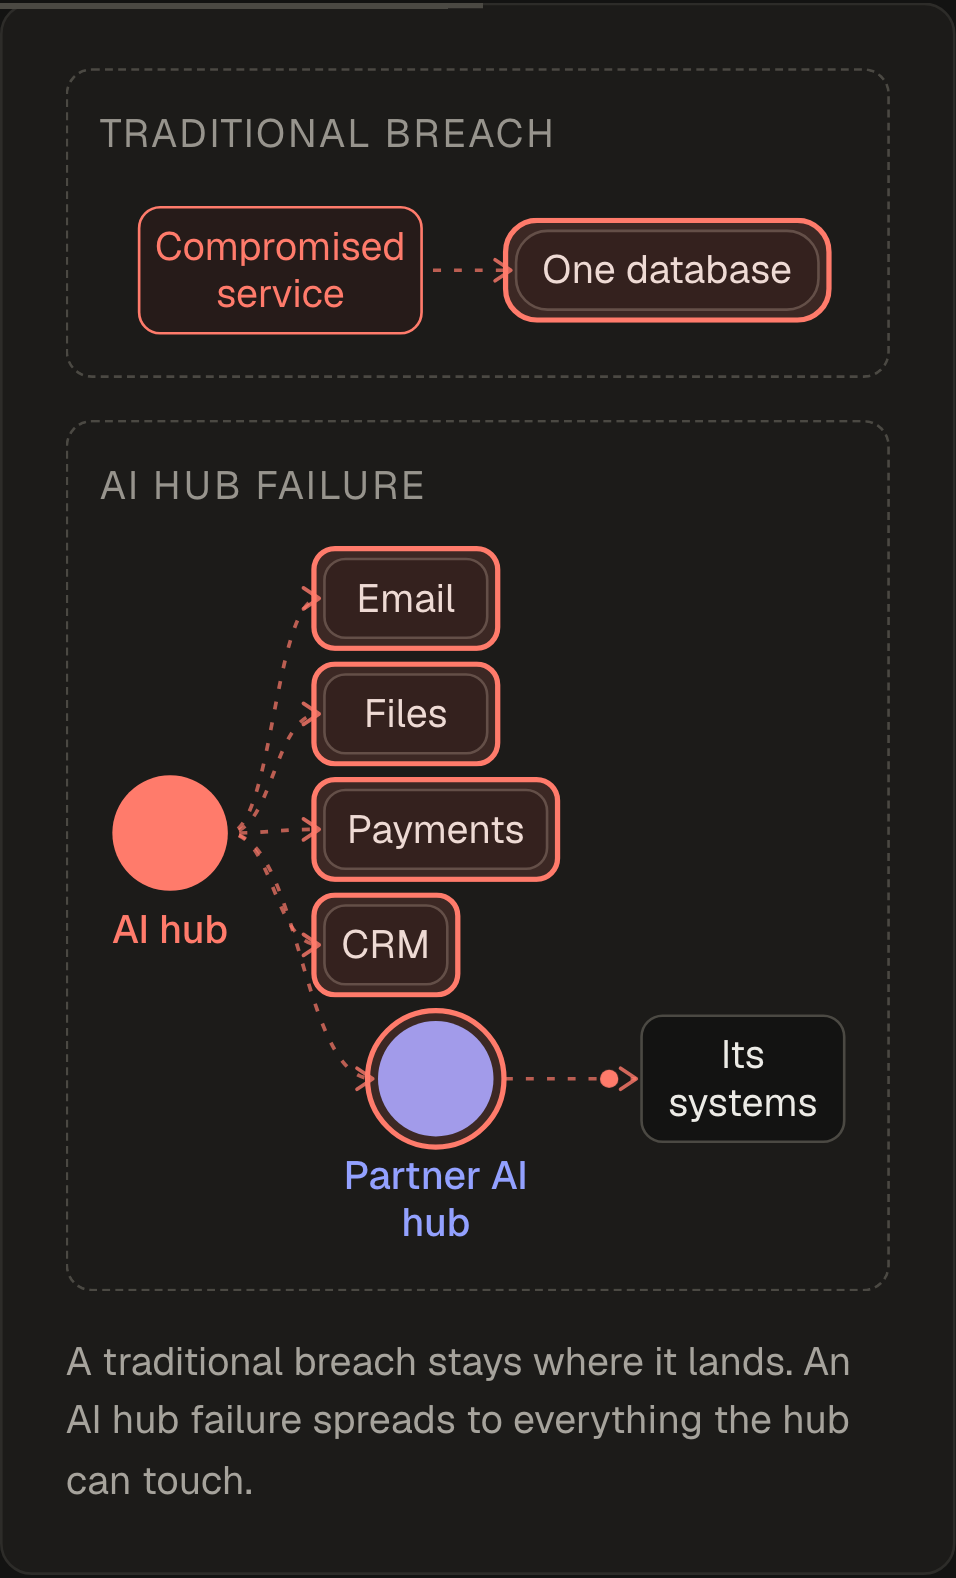 TRADITIONAL BREACH
Compromised
service
One database
AI HUB FAILURE
Email
Files
Payments
AI hub
CRM
Its
systems
Partner AI
hub
A traditional breach stays where it lands. An
AI hub failure spreads to everything the hub
can touch.